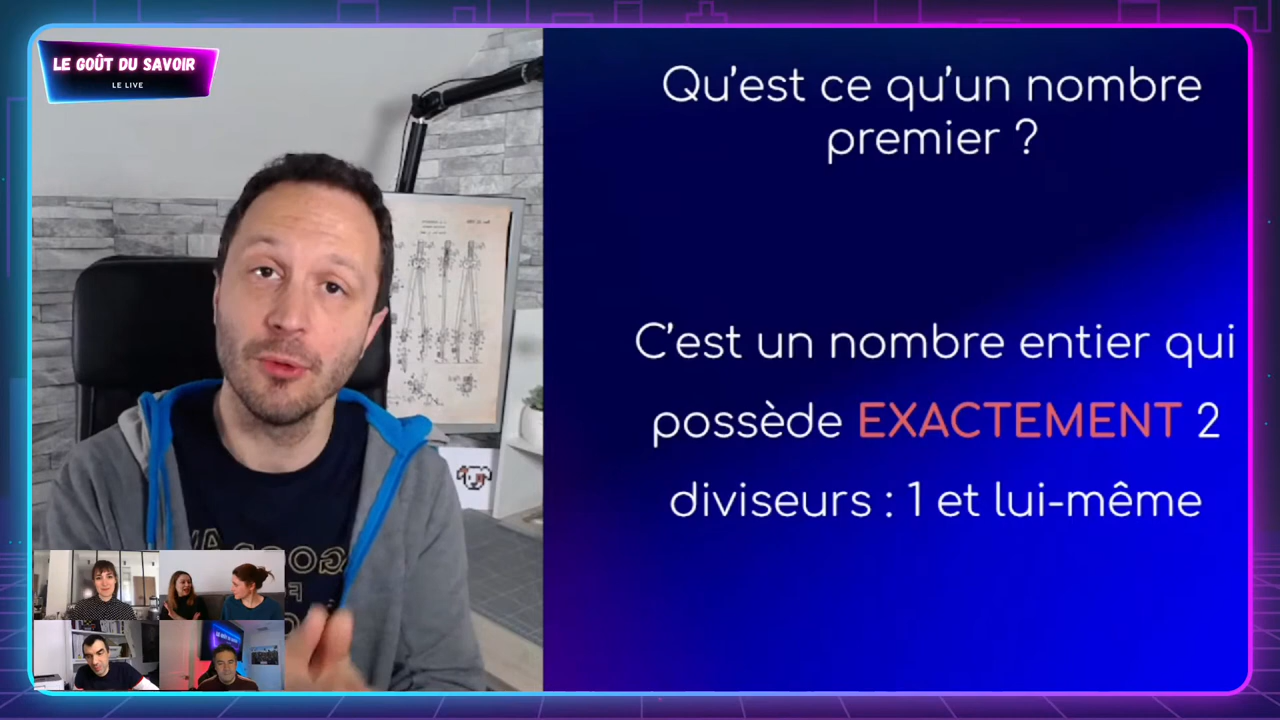 LE GOÛT DU SAVOIR
LE LIVE
Qu'est ce qu'un nombre
premier ?
C'est un nombre entier qui
possède EXACTEMENT 2
diviseurs : 1 et lui-même